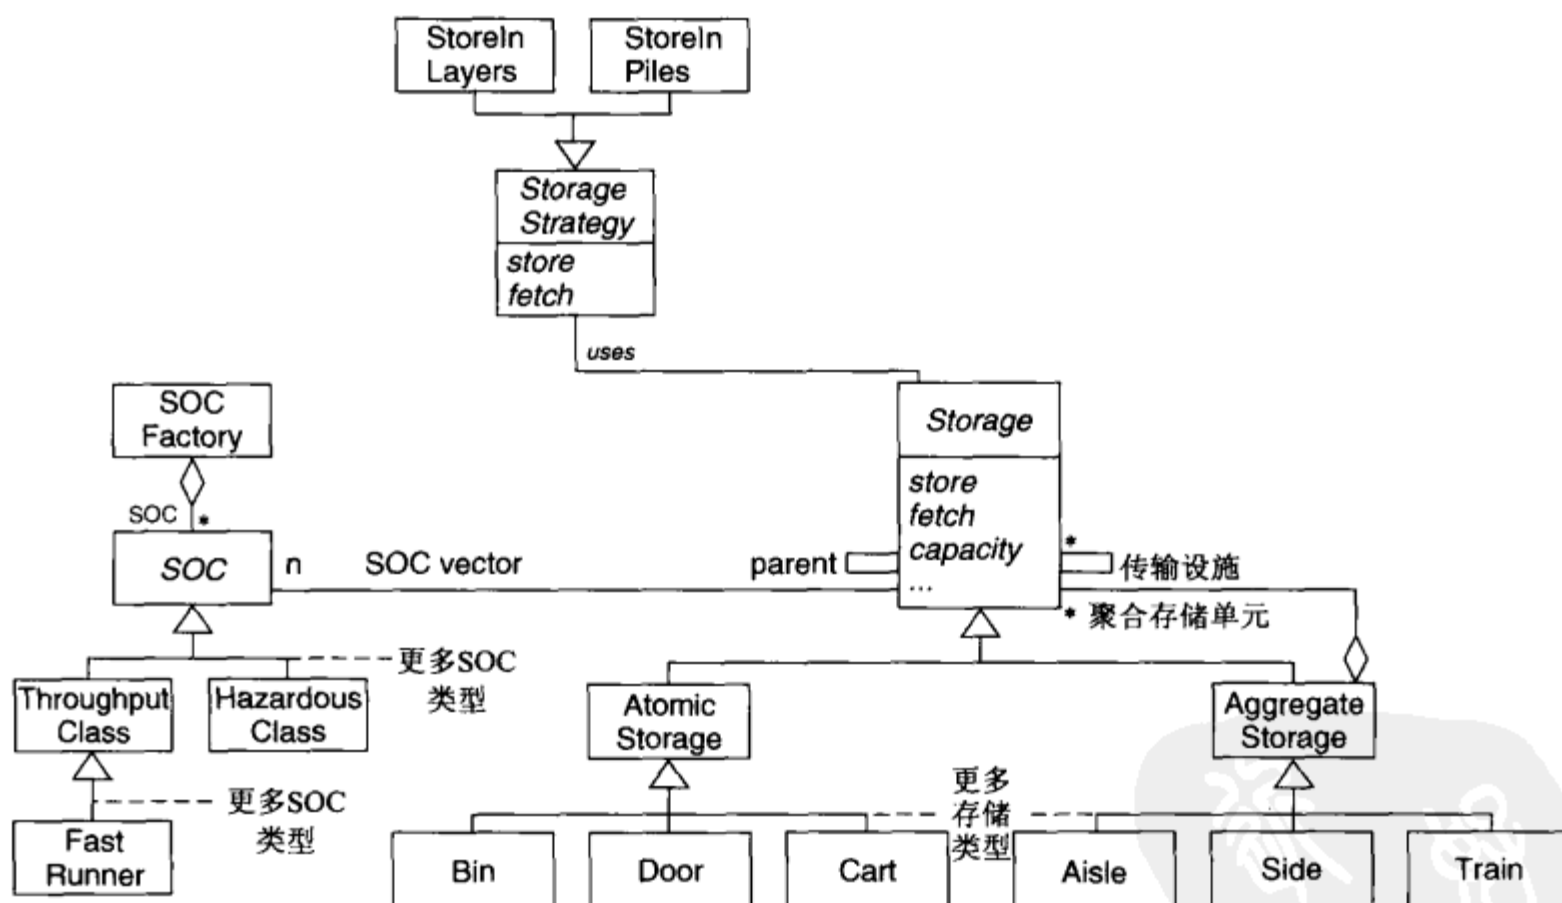 StoreIn
Layers
StoreIn
Piles
Storage
Strategy
store
fetch
uses
SOC
Factory
SOC
*
SOC
n
SOC vector
Storage
store
fetch
capacity
...
parent
*
传输设施
* 聚合存储单元
更多SOC
类型
Throughput
Class
Hazardous
Class
Atomic
Storage
Aggregate
Storage
更多SOC
类型
更多
存储
类型
Fast
Runner
Bin
Door
Cart
Aisle
Side
Train